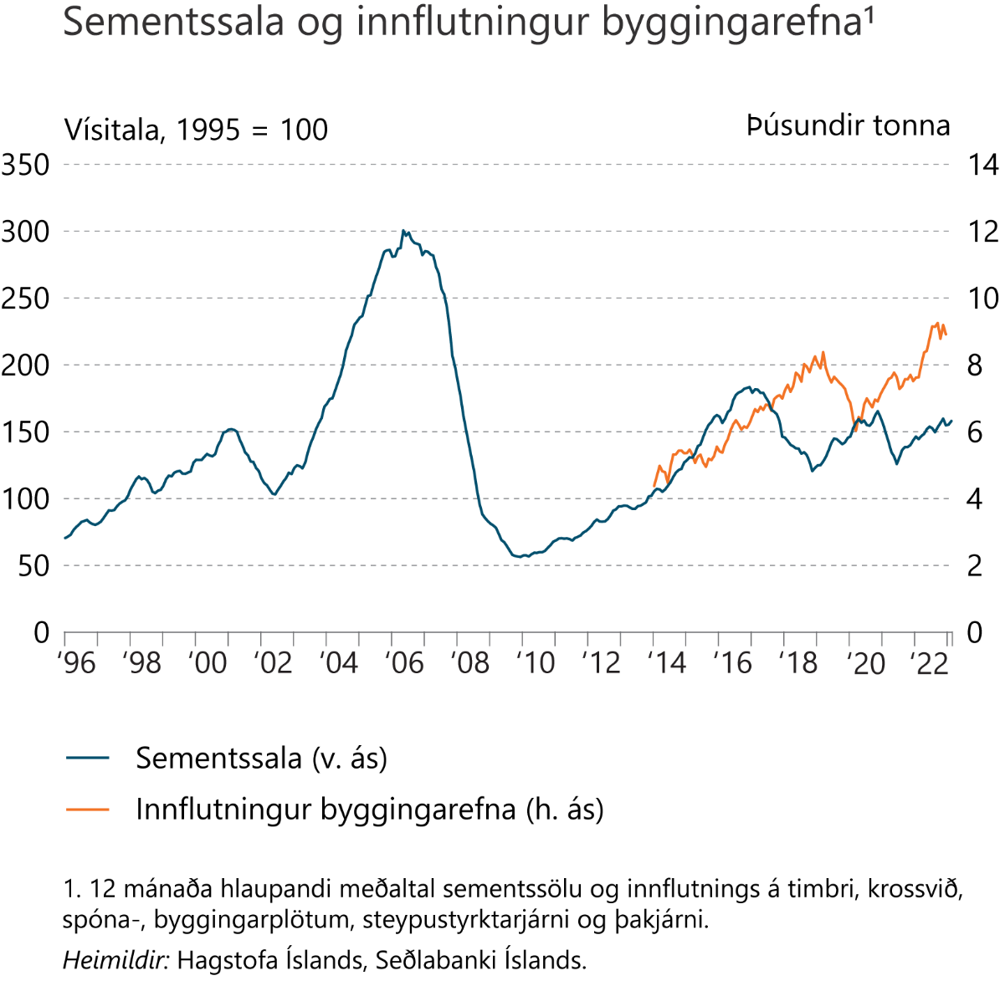 Sementssala og innflutningur byggingarefna¹
Vísitala, 1995 = 100
Þúsundir tonna
350
14
300
12
250
10
200
8
150
6
100
4
50
2
0
0
‘96 ‘98 ‘00 ‘02 ‘04 ‘06 ‘08 ‘10 ‘12 ‘14 ‘16 ‘18 ‘20 ‘22
Sementssala (v. ás)
Innflutningur byggingarefna (h. ás)
1. 12 mánaða hlaupandi meðaltal sementssölu og innflutnings á timbri, krossvið,
spóna-, byggingarplötum, steypustyrktarjárni og þakjárni.
Heimildir: Hagstofa Íslands, Seðlabanki Íslands.